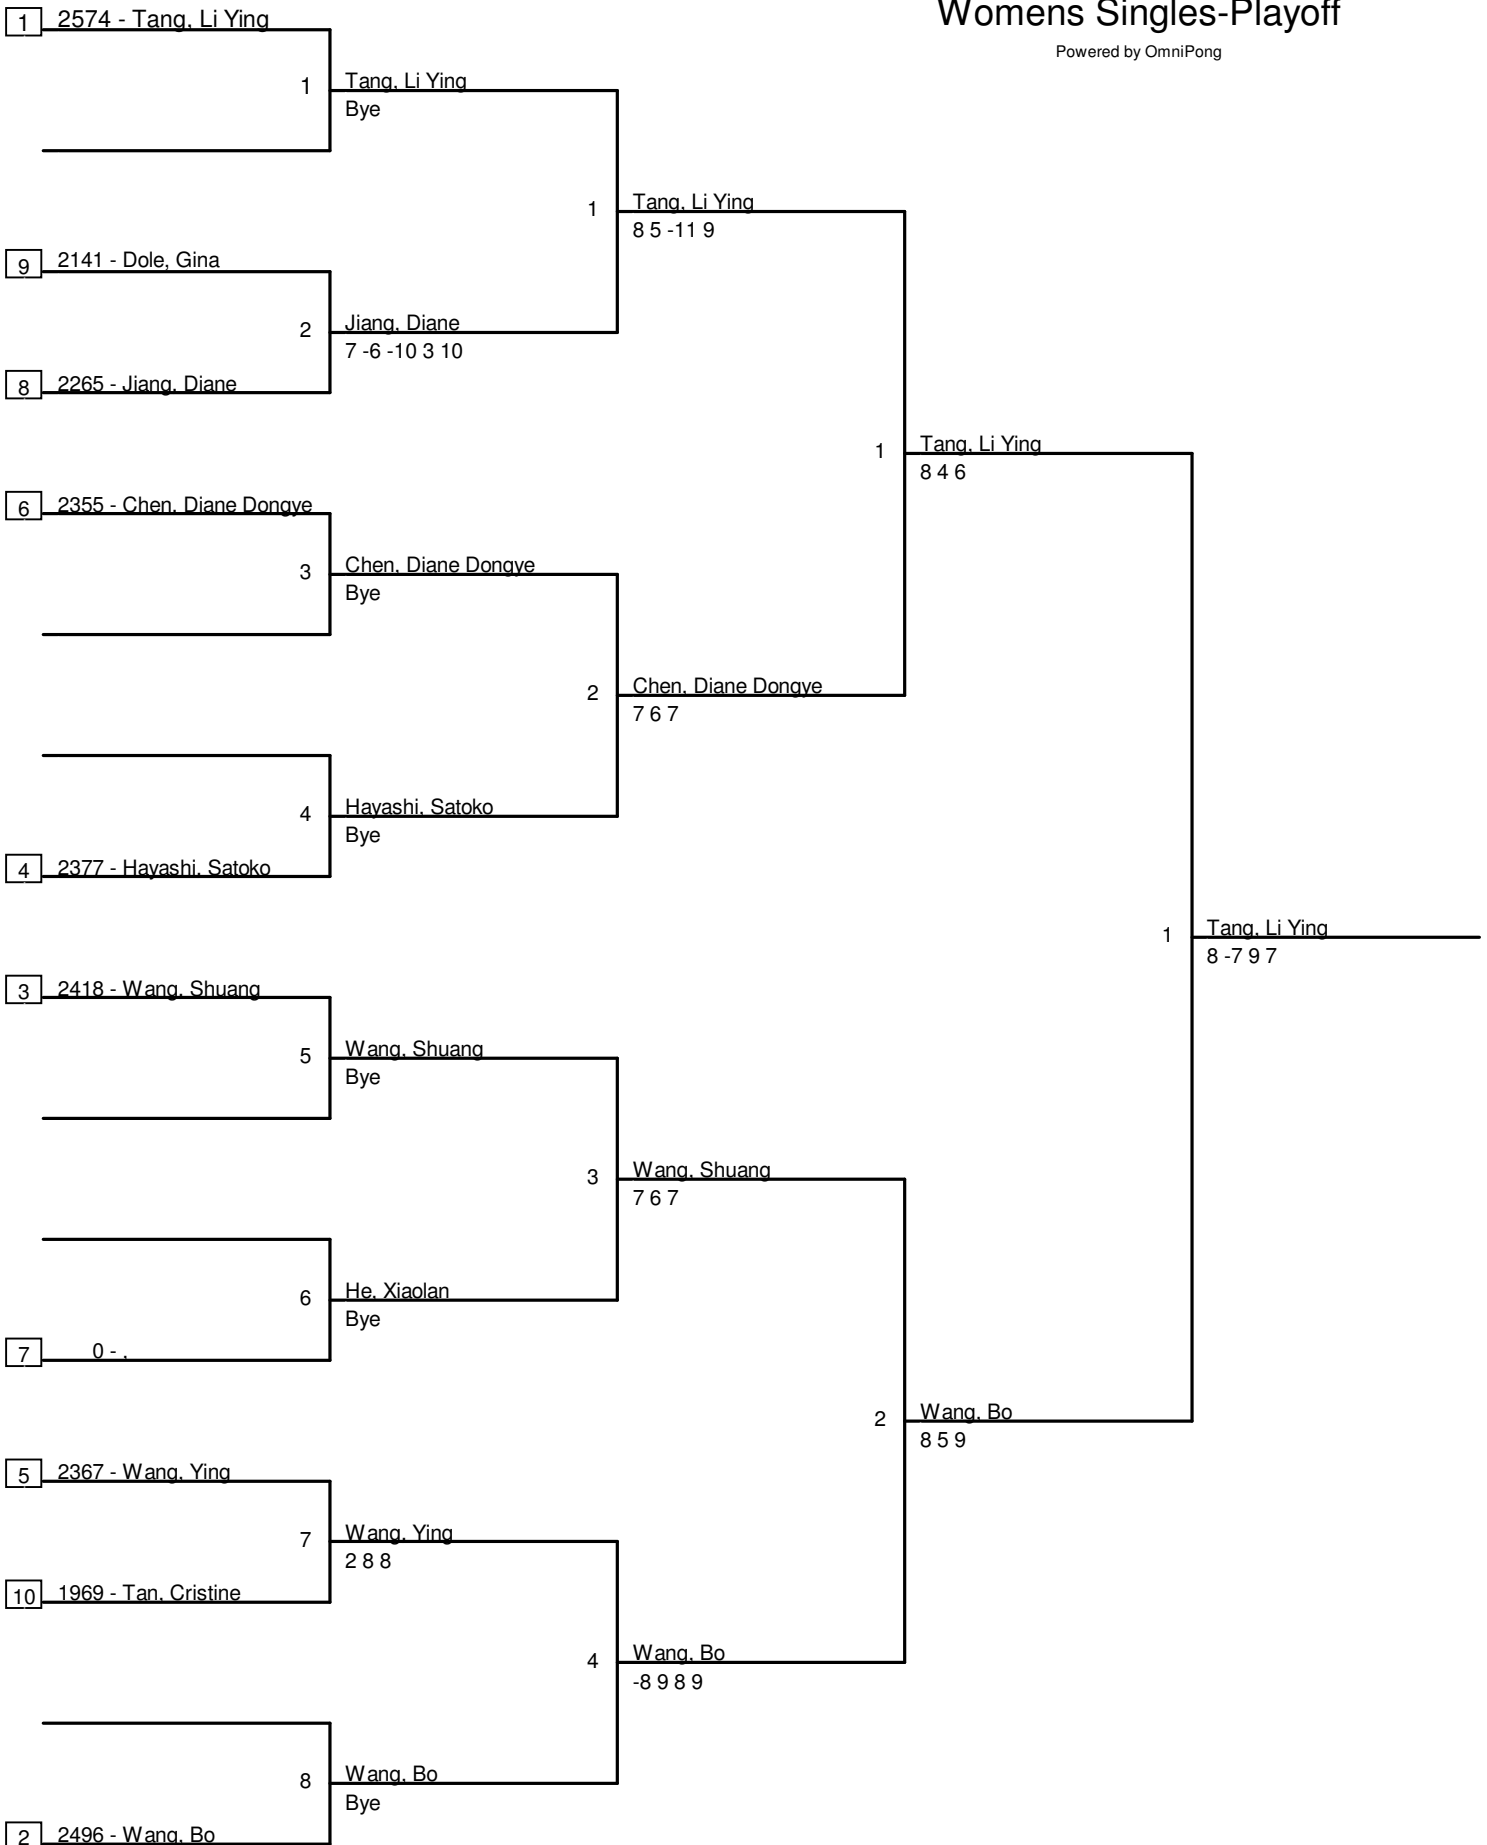 Womens Singles-Playoff
Powered by OmniPong
1 2574 - Tang, Li Ying
1 Tang, Li Ying
Bye
1 Tang, Li Ying
8 5 -11 9
9 2141 - Dole, Gina
2 Jiang, Diane
7 -6 -10 3 10
8 2265 - Jiang, Diane
1 Tang, Li Ying
8 4 6
6 2355 - Chen, Diane Dongye
3 Chen, Diane Dongye
Bye
2 Chen, Diane Dongye
7 6 7
4 Hayashi, Satoko
Bye
4 2377 - Hayashi, Satoko
1 Tang, Li Ying
8 -7 9 7
3 2418 - Wang, Shuang
5 Wang, Shuang
Bye
3 Wang, Shuang
7 6 7
6 He, Xiaolan
Bye
7 0 - ,
2 Wang, Bo
8 5 9
5 2367 - Wang, Ying
7 Wang, Ying
2 8 8
10 1969 - Tan, Cristine
4 Wang, Bo
-8 9 8 9
8 Wang, Bo
Bye
2 2496 - Wang, Bo